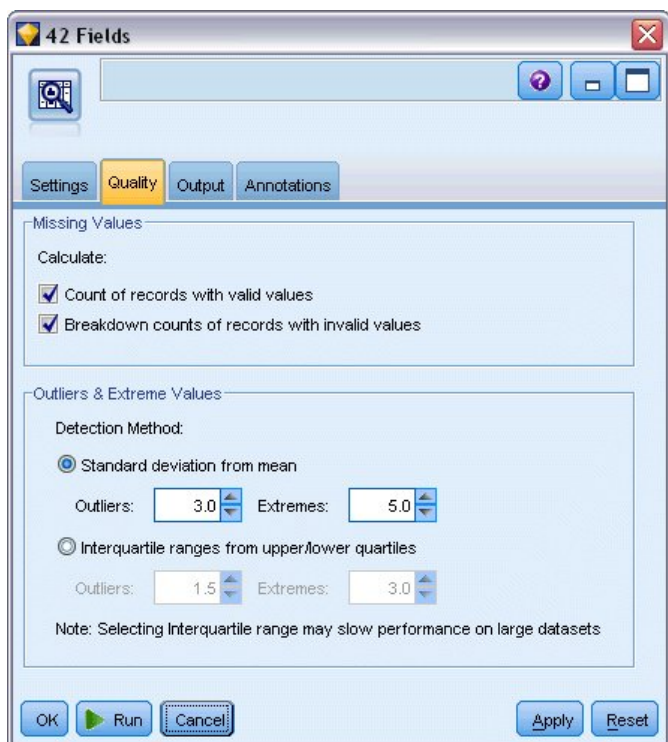 42 Fields
Settings Quality Output Annotations
Missing Values
Calculate:
Count of records with valid values
Breakdown counts of records with invalid values
Outliers & Extreme Values
Detection Method:
Standard deviation from mean
Outliers: 3.0 Extremes: 5.0
Interquartile ranges from upper/lower quartiles
Outliers: 1.5 Extremes: 3.0
Note: Selecting Interquartile range may slow performance on large datasets
OK Run Cancel Apply Reset